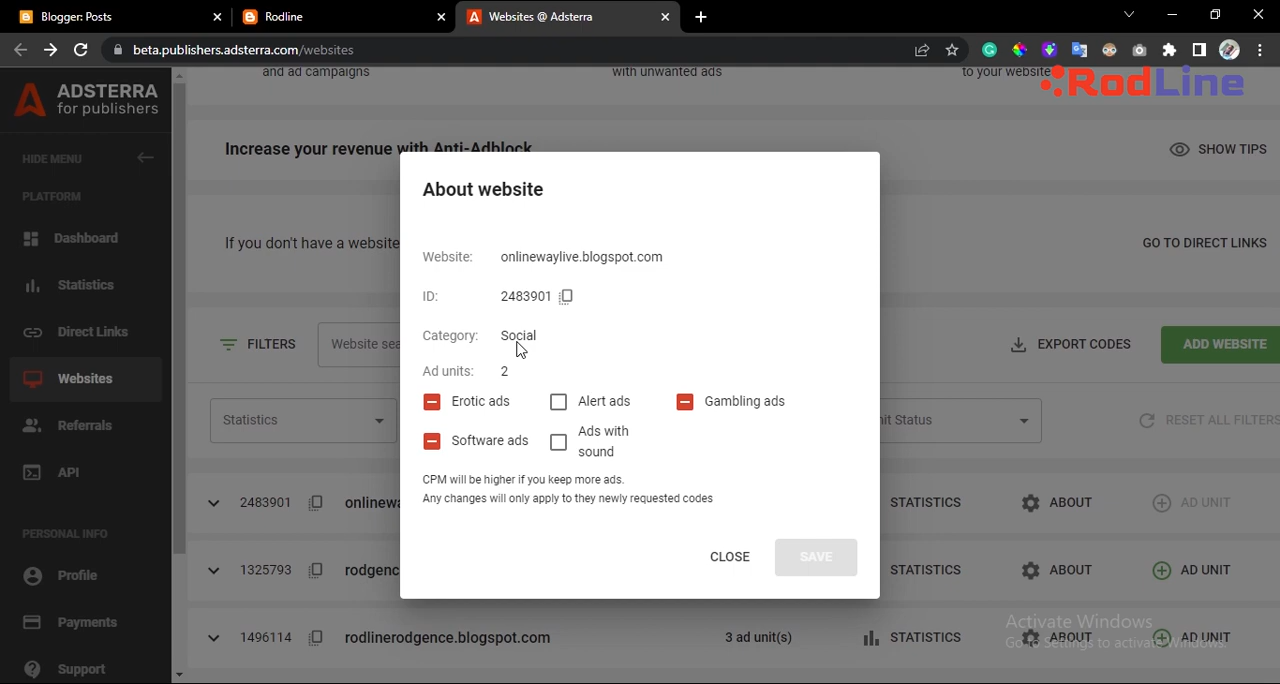 Blogger: Posts
Rodline
Websites @ Adsterra
beta.publishers.adsterra.com/websites
ADSTERRA
for publishers
HIDE MENU
PLATFORM
Dashboard
Statistics
Direct Links
Websites
Referrals
API
PERSONAL INFO
Profile
Payments
Support
and ad campaigns
with unwanted ads
to your website
RodLine
Increase your revenue with Anti-Adblock
SHOW TIPS
If you don't have a website
GO TO DIRECT LINKS
FILTERS
Website sea
EXPORT CODES
ADD WEBSITE
Statistics
nit Status
RESET ALL FILTERS
2483901 onlinewa STATISTICS ABOUT AD UNIT
1325793 rodgenc STATISTICS ABOUT AD UNIT
1496114 rodlinerodgence.blogspot.com 3 ad unit(s) STATISTICS ABOUT AD UNIT
About website
Website: onlinewaylive.blogspot.com
ID: 2483901
Category: Social
Ad units: 2
Erotic ads Alert ads Gambling ads
Software ads Ads with
sound
CPM will be higher if you keep more ads.
Any changes will only apply to they newly requested codes
CLOSE SAVE
Activate Windows
Go to Settings to activate Windows.